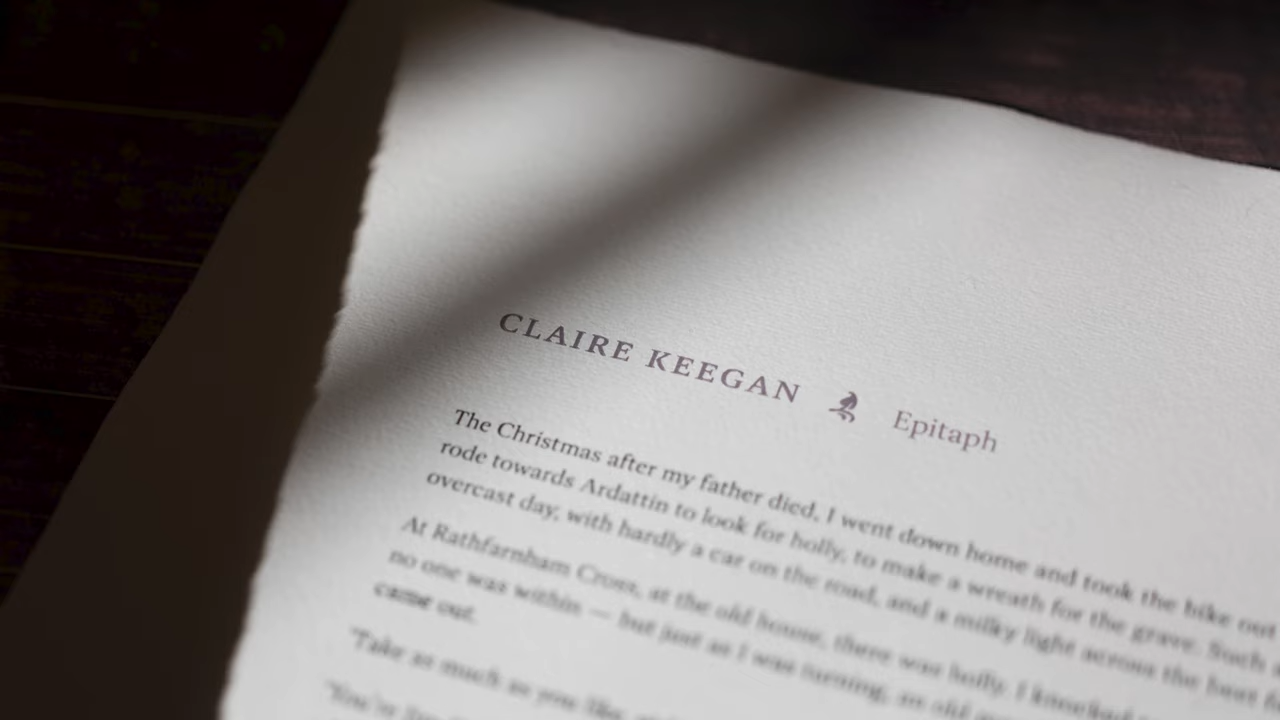 CLAIRE KEEGAN Epitaph
The Christmas after my father died, I went down home and took the bike out
rode towards Ardattin to look for holly, to make a wreath for the grave. Such a
overcast day, with hardly a car on the road, and a milky light across the
At Rathfarnham Cross, at the old house, there was holly. I knocked
no one was within — but just as I was turning, an old
came out.
"Take as much as you like,
"You're